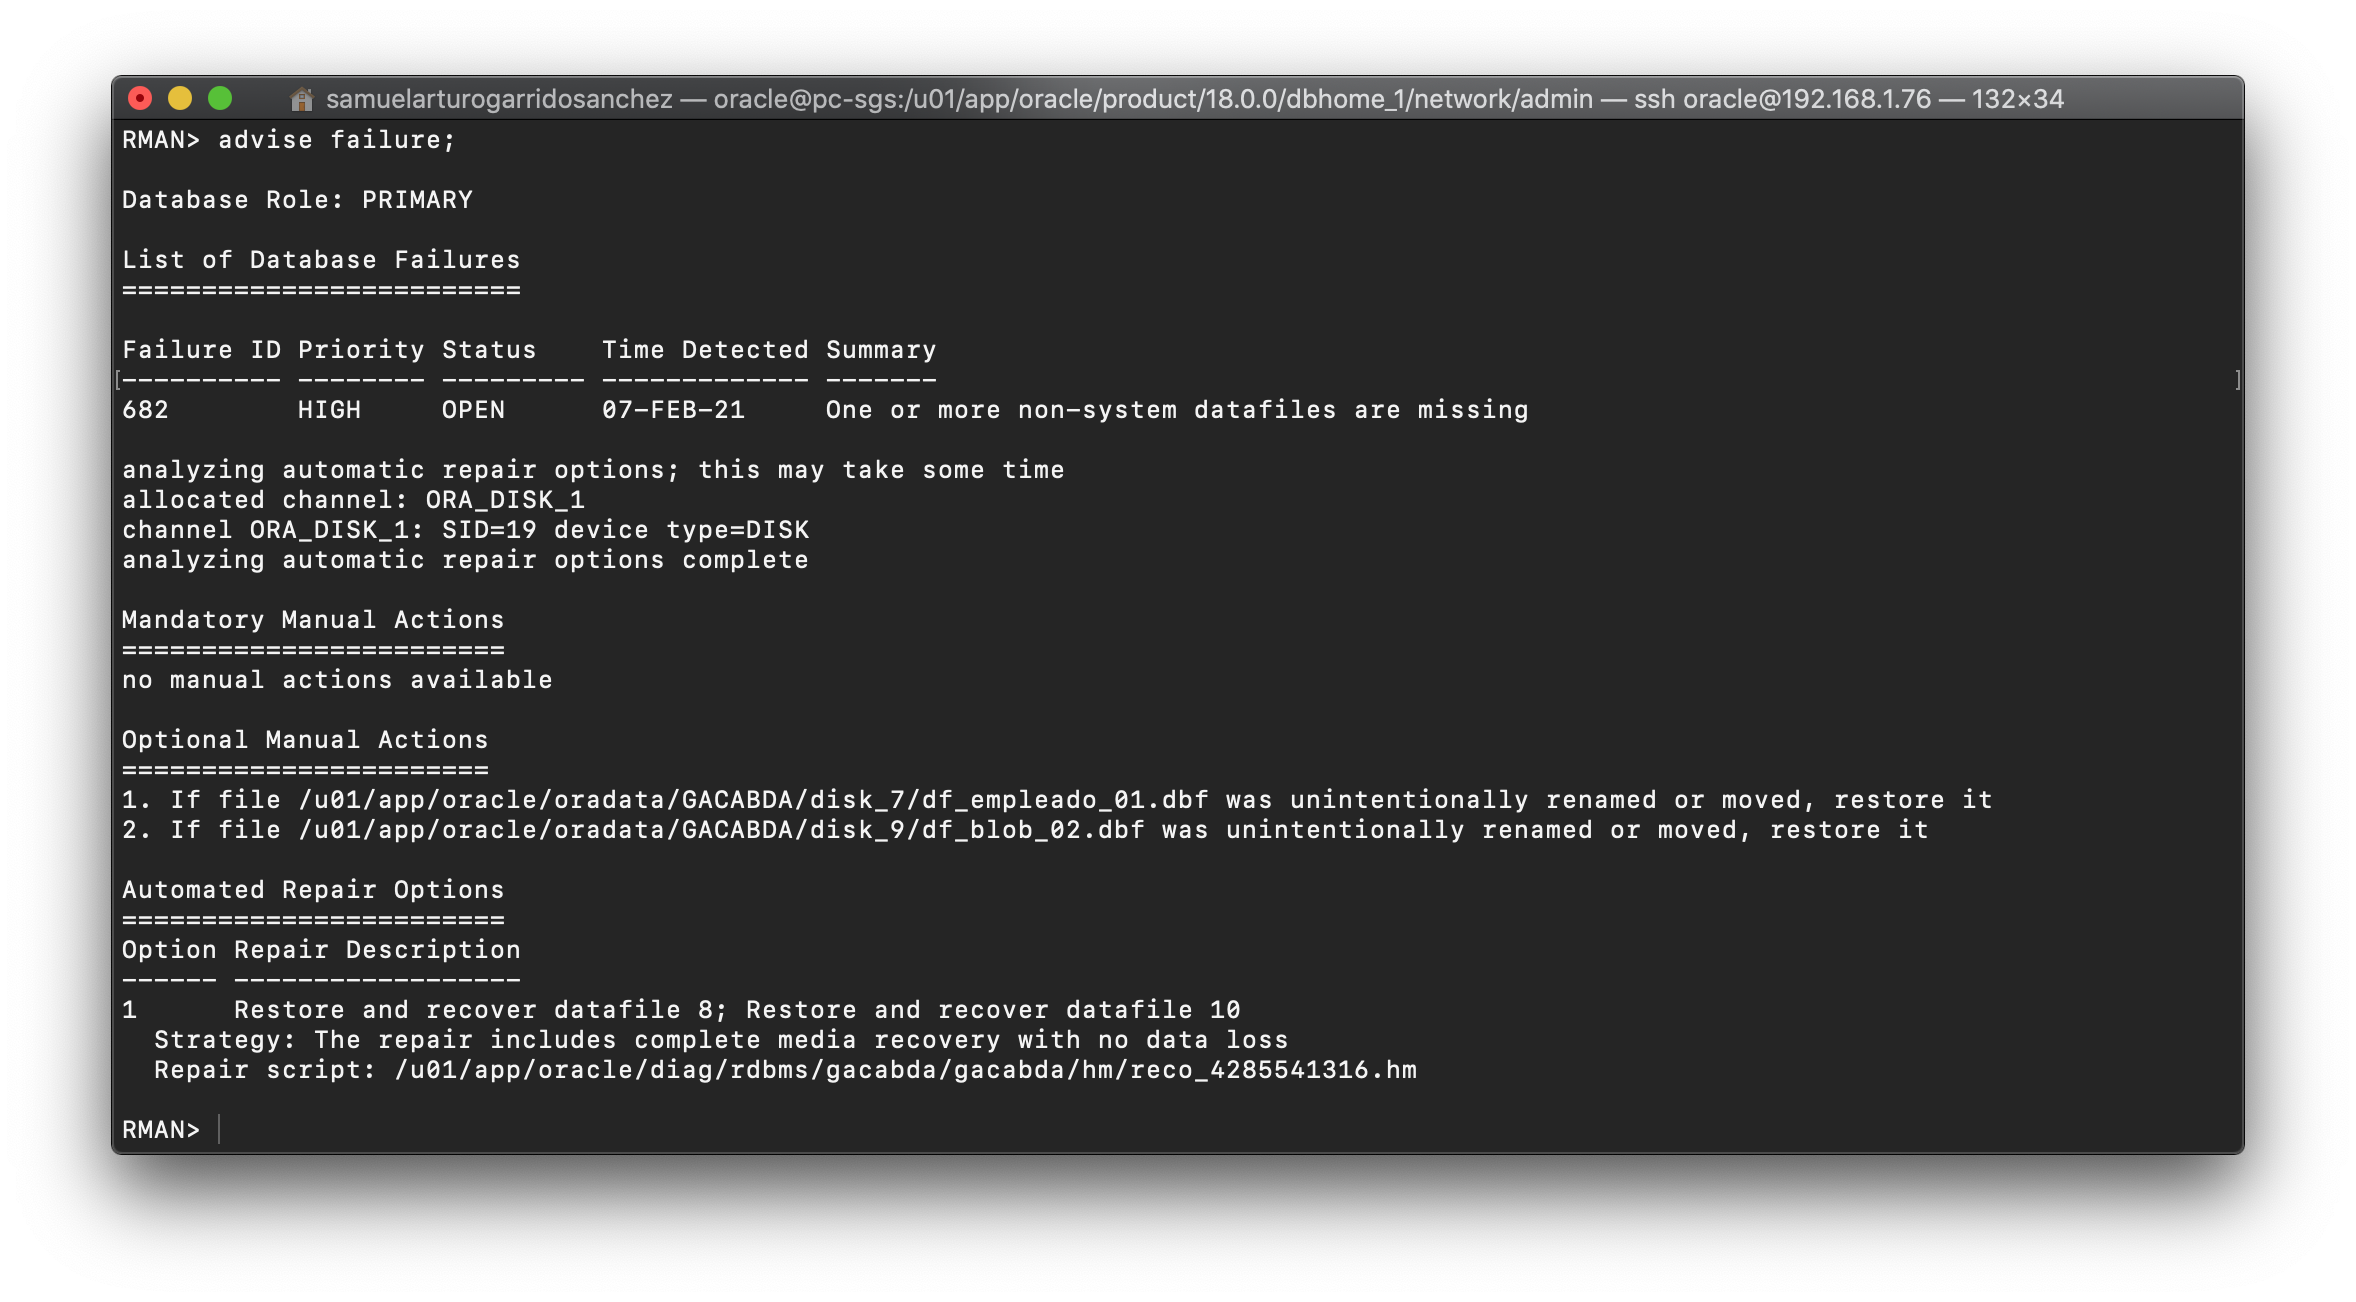 samuelarturogarridosanchez — oracle@pc-sgs:/u01/app/oracle/product/18.0.0/dbhome_1/network/admin — ssh oracle@192.168.1.76 — 132×34
RMAN> advise failure;
Database Role: PRIMARY
List of Database Failures
=========================
Failure ID Priority Status    Time Detected Summary
---------- -------- --------- ------------- -------
682        HIGH     OPEN      07-FEB-21     One or more non-system datafiles are missing
analyzing automatic repair options; this may take some time
allocated channel: ORA_DISK_1
channel ORA_DISK_1: SID=19 device type=DISK
analyzing automatic repair options complete
Mandatory Manual Actions
========================
no manual actions available
Optional Manual Actions
=======================
1. If file /u01/app/oracle/oradata/GACABDA/disk_7/df_empleado_01.dbf was unintentionally renamed or moved, restore it
2. If file /u01/app/oracle/oradata/GACABDA/disk_9/df_blob_02.dbf was unintentionally renamed or moved, restore it
Automated Repair Options
========================
Option Repair Description
------ ------------------
1      Restore and recover datafile 8; Restore and recover datafile 10
  Strategy: The repair includes complete media recovery with no data loss
  Repair script: /u01/app/oracle/diag/rdbms/gacabda/gacabda/hm/reco_4285541316.hm
RMAN>